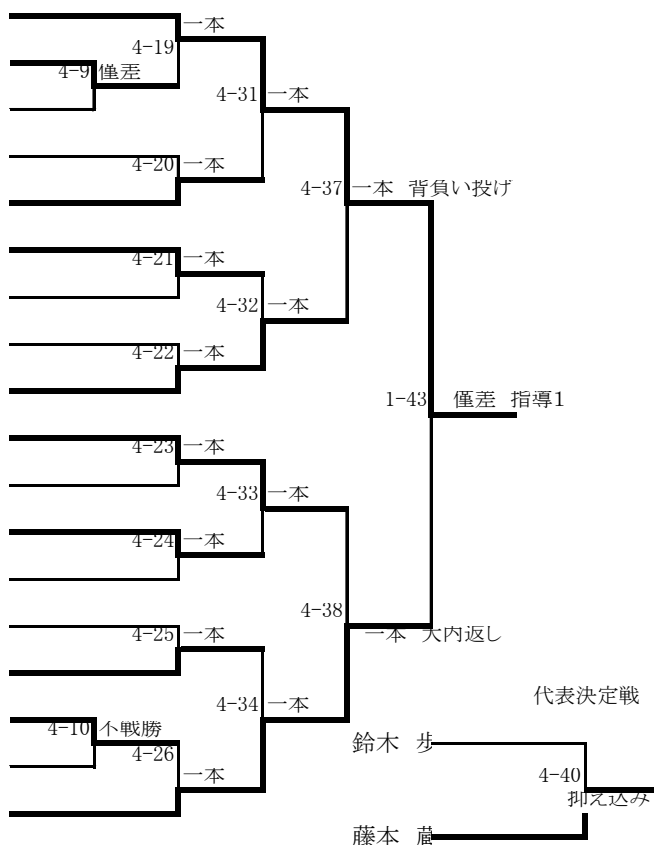 一本
4-19
4-9 僅差
4-31 一本
4-20 一本
4-37 一本 背負い投げ
4-21 一本
4-32 一本
4-22 一本
1-43 僅差 指導1
4-23 一本
4-33 一本
4-24 一本
4-38
4-25 一本
一本 大内返し
4-34 一本
代表決定戦
4-10 不戦勝
鈴木 歩
4-26
一本
4-40
抑え込み
藤本 蔵